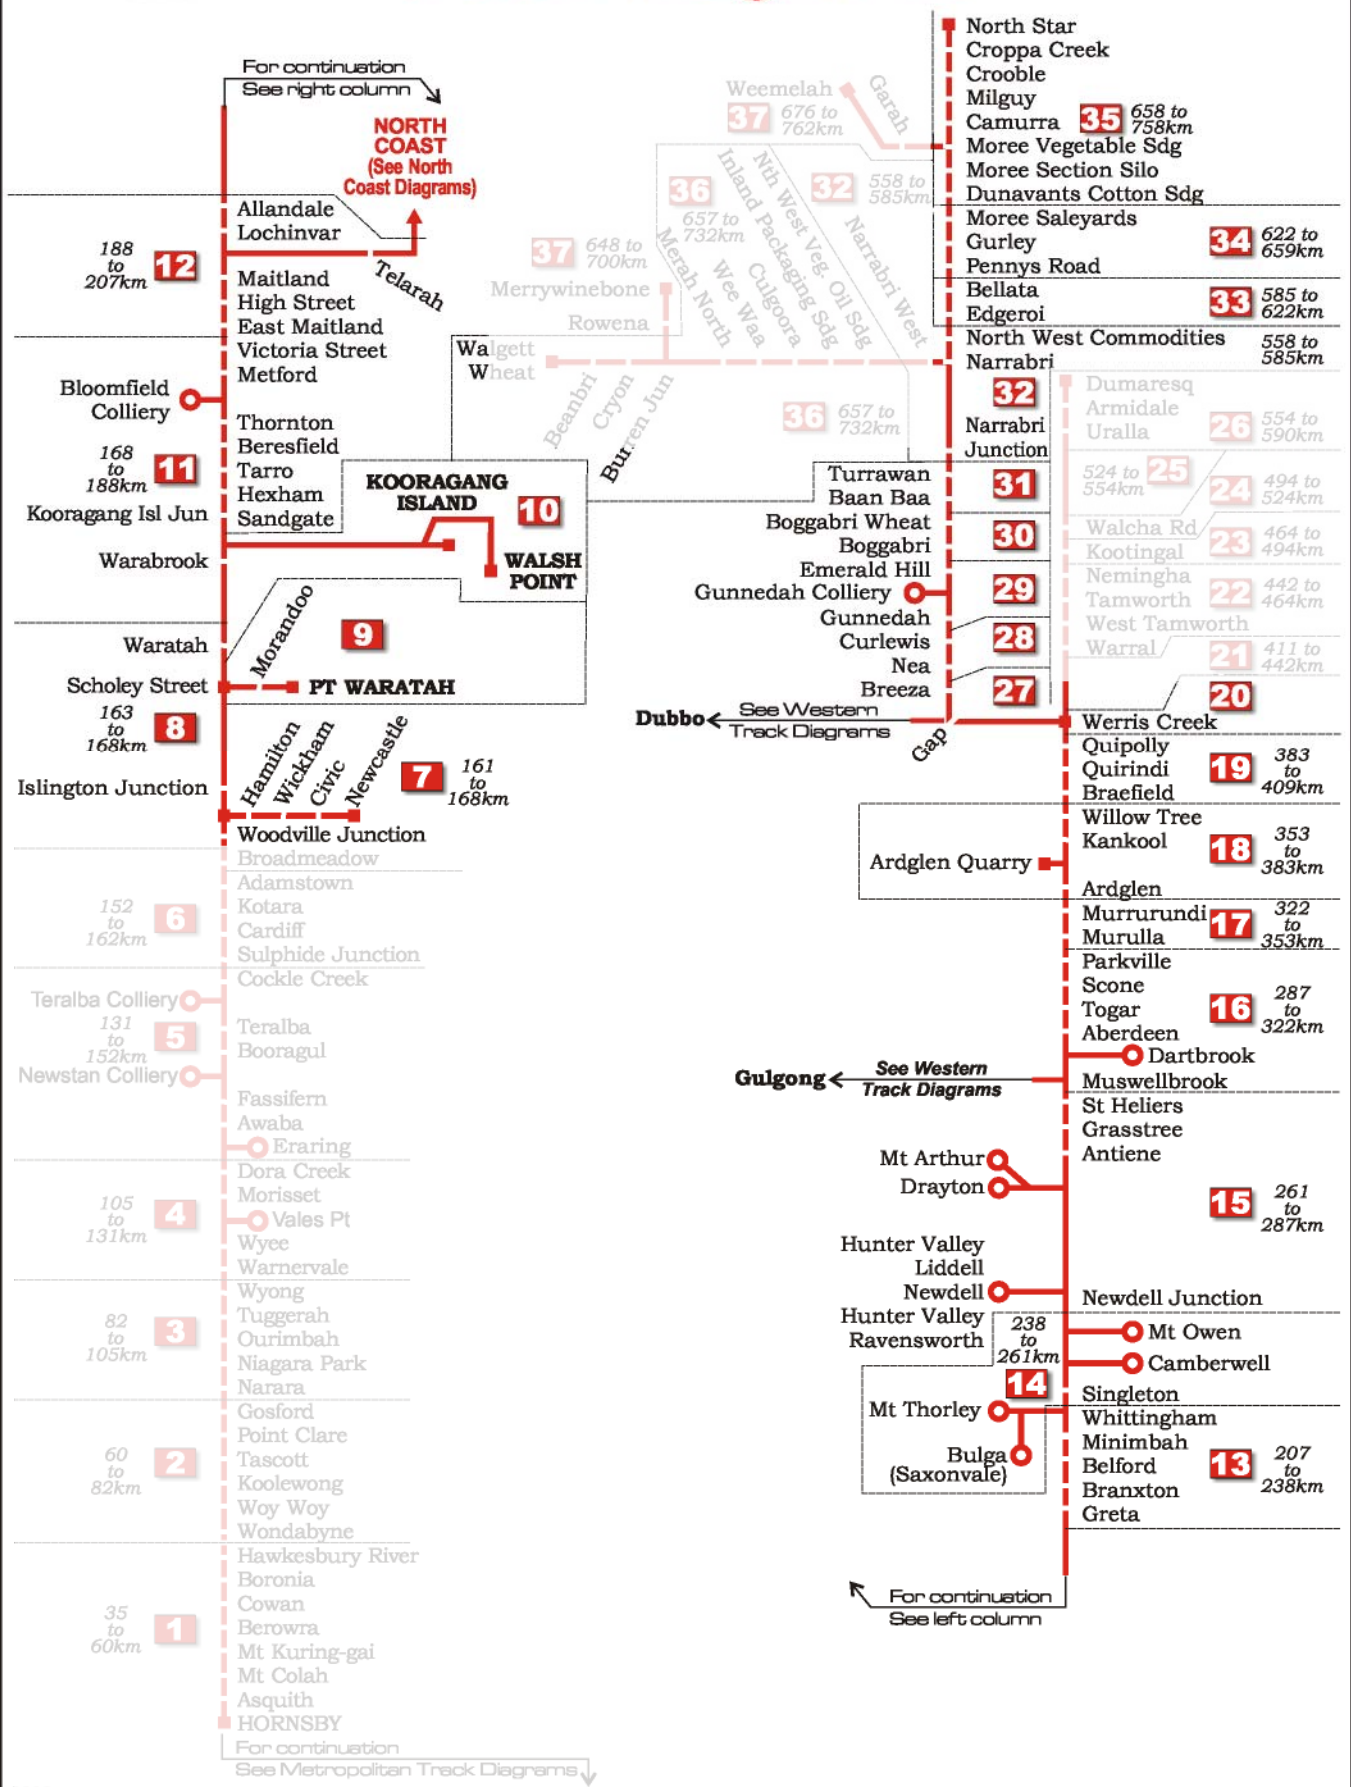 For continuation
See right column
NORTH
COAST
(See North
Coast Diagrams)
Allandale
Lochinvar
188
to
207km
12
Telarah
Maitland
High Street
East Maitland
Victoria Street
Metford
Bloomfield
Colliery
Thornton
Beresfield
Tarro
Hexham
Sandgate
168
to
188km
11
Kooragang Isl Jun
KOORAGANG
ISLAND
10
WALSH
POINT
Warabrook
Morandoo
9
Waratah
Scholey Street
PT WARATAH
163
to
168km
8
Hamilton
Wickham
Civic
Newcastle
7
161
to
168km
Islington Junction
Woodville Junction
Broadmeadow
Adamstown
Kotara
Cardiff
Sulphide Junction
152
to
162km
6
Cockle Creek
Teralba Colliery
131
to
152km
5
Teralba
Booragul
Newstan Colliery
Fassifern
Awaba
Eraring
Dora Creek
Morisset
Vales Pt
Wyee
Warnervale
105
to
131km
4
Wyong
Tuggerah
Ourimbah
Niagara Park
Narara
82
to
105km
3
Gosford
Point Clare
Tascott
Koolewong
Woy Woy
Wondabyne
60
to
82km
2
Hawkesbury River
Boronia
Cowan
Berowra
Mt Kuring-gai
Mt Colah
Asquith
HORNSBY
35
to
60km
1
For continuation
See Metropolitan Track Diagrams
North Star
Croppa Creek
Crooble
Milguy
Camurra
35
658 to
758km
Moree Vegetable Sdg
Moree Section Silo
Dunavants Cotton Sdg
Weemelah
Garah
37
676 to
762km
Moree Saleyards
Gurley
Pennys Road
34
622 to
659km
Bellata
Edgeroi
33
585 to
622km
North West Commodities
Narrabri
558 to
585km
32
Narrabri
Junction
32
558 to
585km
Narrabri West
Nth West Veg. Oil Sdg
Inland Packaging Sdg
Culgoora
Wee Waa
Merah North
36
657 to
732km
37
648 to
700km
Merrywinebone
Rowena
Walgett
Wheat
Beanbri
Cryon
Burren Jun
36
657 to
732km
Turrawan
Baan Baa
31
Boggabri Wheat
Boggabri
30
Emerald Hill
Gunnedah Colliery
Gunnedah
29
Curlewis
Nea
28
Breeza
27
Dubbo
See Western
Track Diagrams
Gap
Dumaresq
Armidale
Uralla
26
554 to
590km
524 to
554km
25
24
494 to
524km
Walcha Rd
Kootingal
23
464 to
494km
Nemingha
Tamworth
22
442 to
464km
West Tamworth
Warral
21
411 to
442km
20
Werris Creek
Quipolly
Quirindi
Braefield
19
383
to
409km
Willow Tree
Kankool
Ardglen Quarry
Ardglen
18
353
to
383km
Murrurundi
Murulla
17
322
to
353km
Parkville
Scone
Togar
Aberdeen
16
287
to
322km
Dartbrook
Muswellbrook
Gulgong
See Western
Track Diagrams
St Heliers
Grasstree
Antiene
Mt Arthur
Drayton
15
261
to
287km
Hunter Valley
Liddell
Newdell
Newdell Junction
Hunter Valley
Ravensworth
238
to
261km
14
Mt Owen
Camberwell
Singleton
Mt Thorley
Bulga
(Saxonvale)
Whittingham
Minimbah
Belford
Branxton
Greta
13
207
to
238km
For continuation
See left column